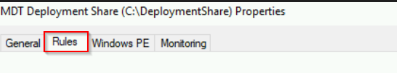 MDT Deployment Share (C:\DeploymentShare) Properties
General Rules Windows PE Monitoring